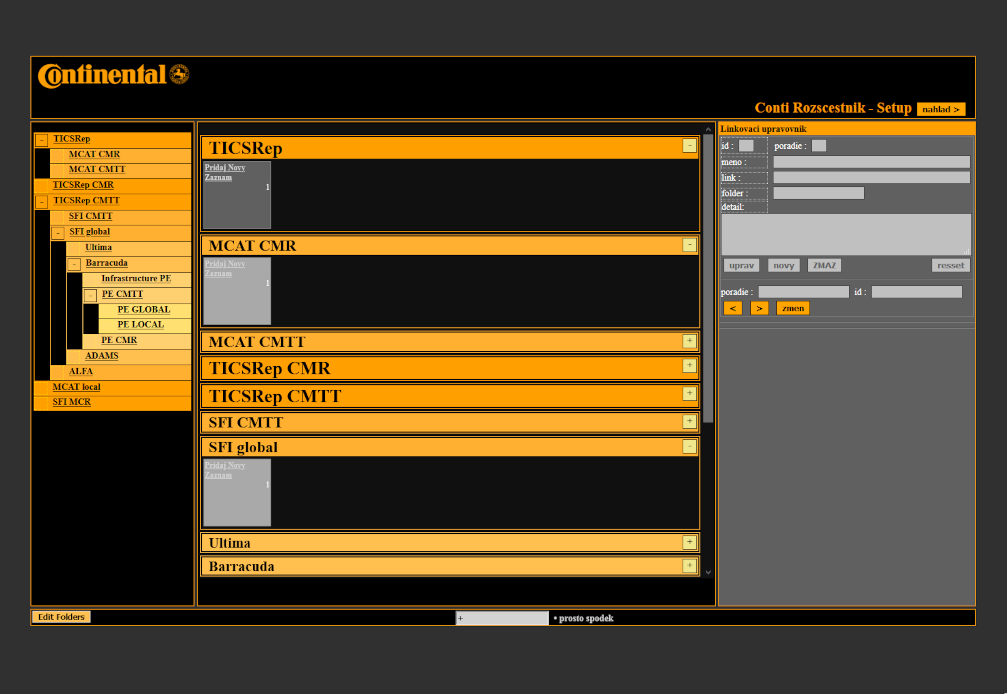 Continental
Conti Rozscestnik - Setup nahlad >
- TICSRep
MCAT CMR
MCAT CMTT
TICSRep CMR
- TICSRep CMTT
SFI CMTT
- SFI global
Ultima
- Barracuda
Infrastructure PE
- PE CMTT
PE GLOBAL
PE LOCAL
PE CMR
ADAMS
ALFA
MCAT local
SFI MCR
TICSRep -
Pridaj Novy
Zaznam
1
MCAT CMR -
Pridaj Novy
Zaznam
1
MCAT CMTT +
TICSRep CMR +
TICSRep CMTT +
SFI CMTT +
SFI global -
Pridaj Novy
Zaznam
1
Ultima +
Barracuda +
Linkovaci upravovnik
id : poradie :
meno :
link :
folder :
detail:
uprav novy ZMAZ resset
poradie : id :
< > zmen
Edit Folders + • prosto spodek